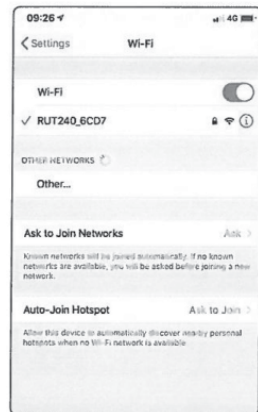 09:26
4G
Settings
Wi-Fi
Wi-Fi
RUT240_6CD7
OTHER NETWORKS
Other...
Ask to Join Networks Ask
Known networks will be joined automatically. If no known
networks are available, you will be asked before joining a new
network.
Auto-Join Hotspot Ask to Join
Allow this device to automatically discover nearby personal
hotspots when no Wi-Fi network is available